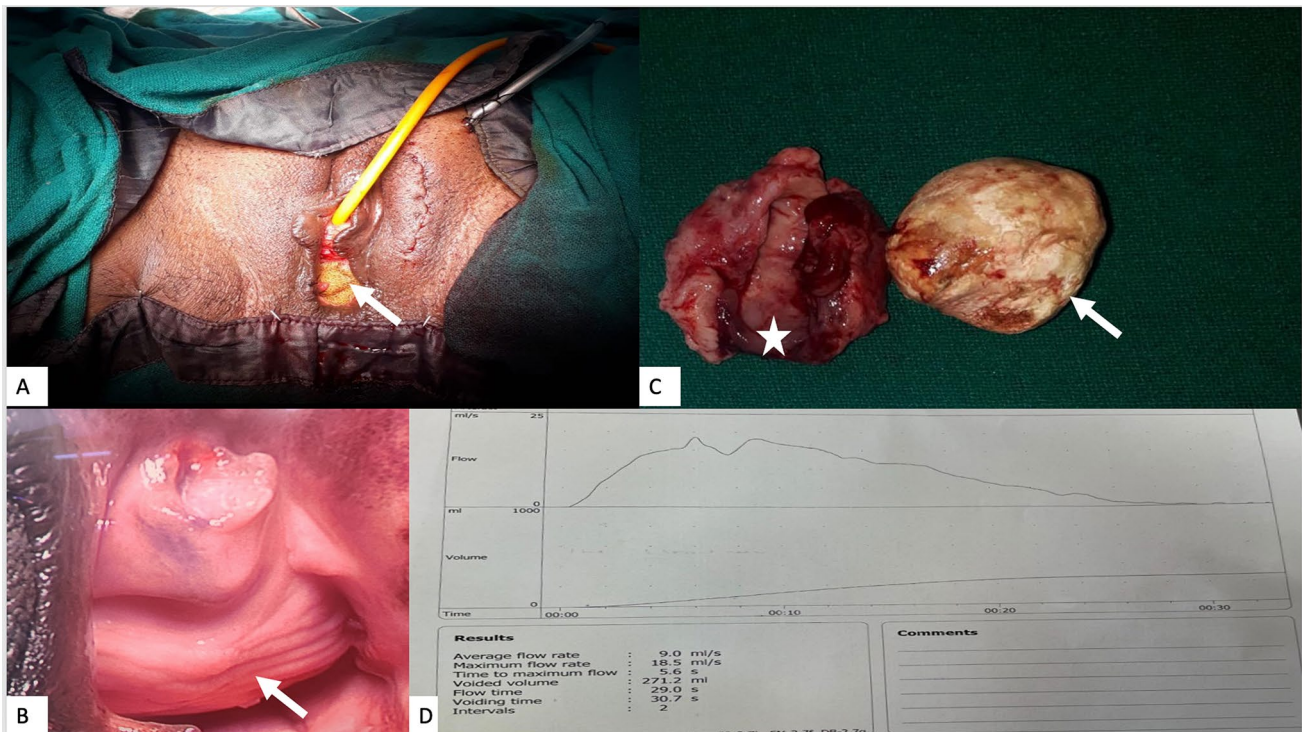 A
C
B
D
ml/s
25
Flow
0
ml
1000
Volume
0
Time
00:00
00:10
00:20
00:30
Results
Average flow rate : 9.0 ml/s
Maximum flow rate : 18.5 ml/s
Time to maximum flow : 5.6 s
Voided volume : 271.2 ml
Flow time : 29.0 s
Voiding time : 30.7 s
Intervals : 2
Comments